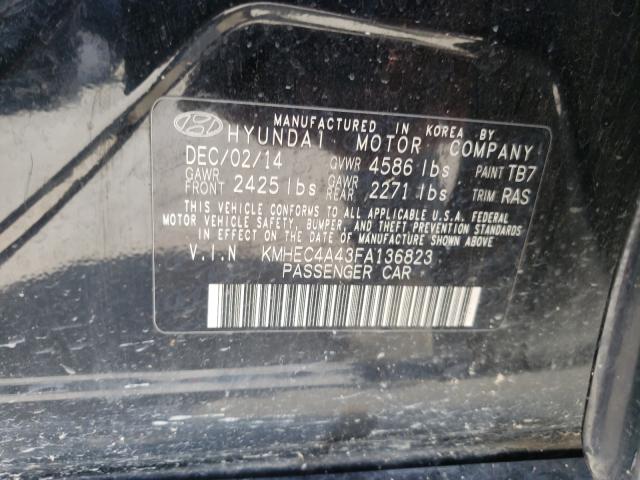 MANUFACTURED IN KOREA BY
HYUNDAI MOTOR COMPANY
DEC/02/14 GVWR 4586 lbs PAINT TB7
GAWR FRONT 2425 lbs GAWR REAR 2271 lbs TRIM RAS
THIS VEHICLE CONFORMS TO ALL APPLICABLE U.S.A. FEDERAL
MOTOR VEHICLE SAFETY, BUMPER, AND THEFT PREVENTION STANDARDS
IN EFFECT ON THE DATE OF MANUFACTURE SHOWN ABOVE
V.I.N KMHEC4A43FA136823
PASSENGER CAR